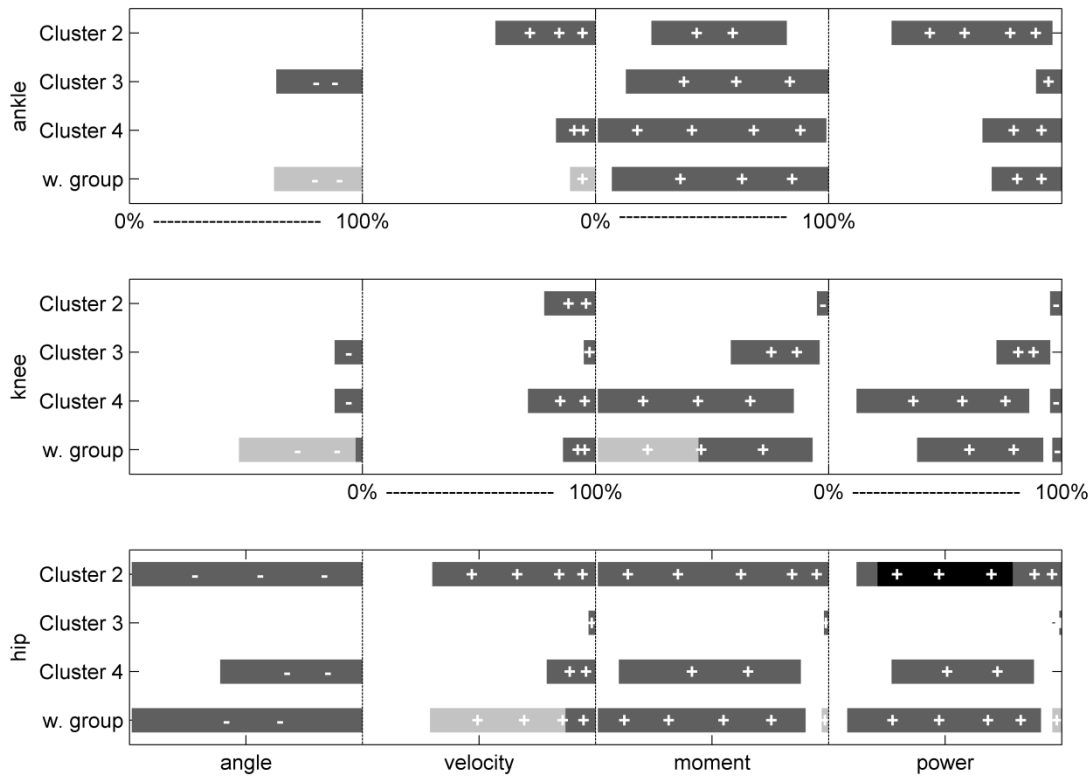 Cluster 2
Cluster 3
Cluster 4
w. group
ankle
0% ------------------- 100% 0% ------------------- 100%
Cluster 2
Cluster 3
Cluster 4
w. group
knee
0% ------------------- 100% 0% ------------------- 100%
Cluster 2
Cluster 3
Cluster 4
w. group
hip
angle velocity moment power